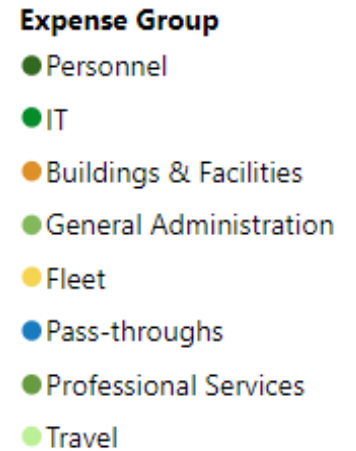 Expense Group
Personnel
IT
Buildings & Facilities
General Administration
Fleet
Pass-throughs
Professional Services
Travel